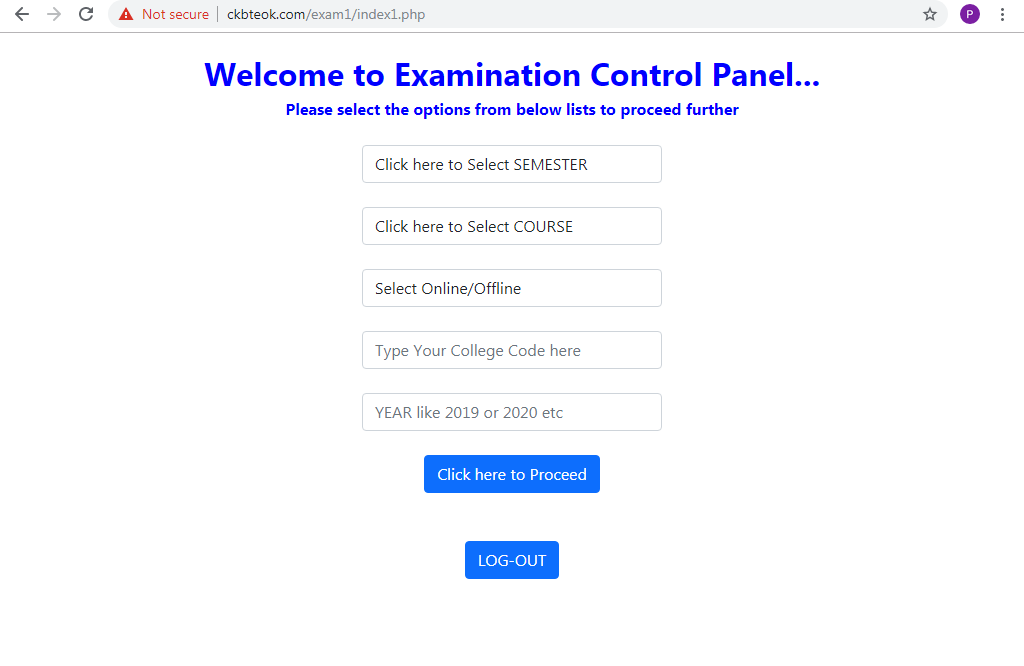 Not secure | ckbteok.com/exam1/index1.php
P
Welcome to Examination Control Panel...
Please select the options from below lists to proceed further
Click here to Select SEMESTER
Click here to Select COURSE
Select Online/Offline
Type Your College Code here
YEAR like 2019 or 2020 etc
Click here to Proceed
LOG-OUT